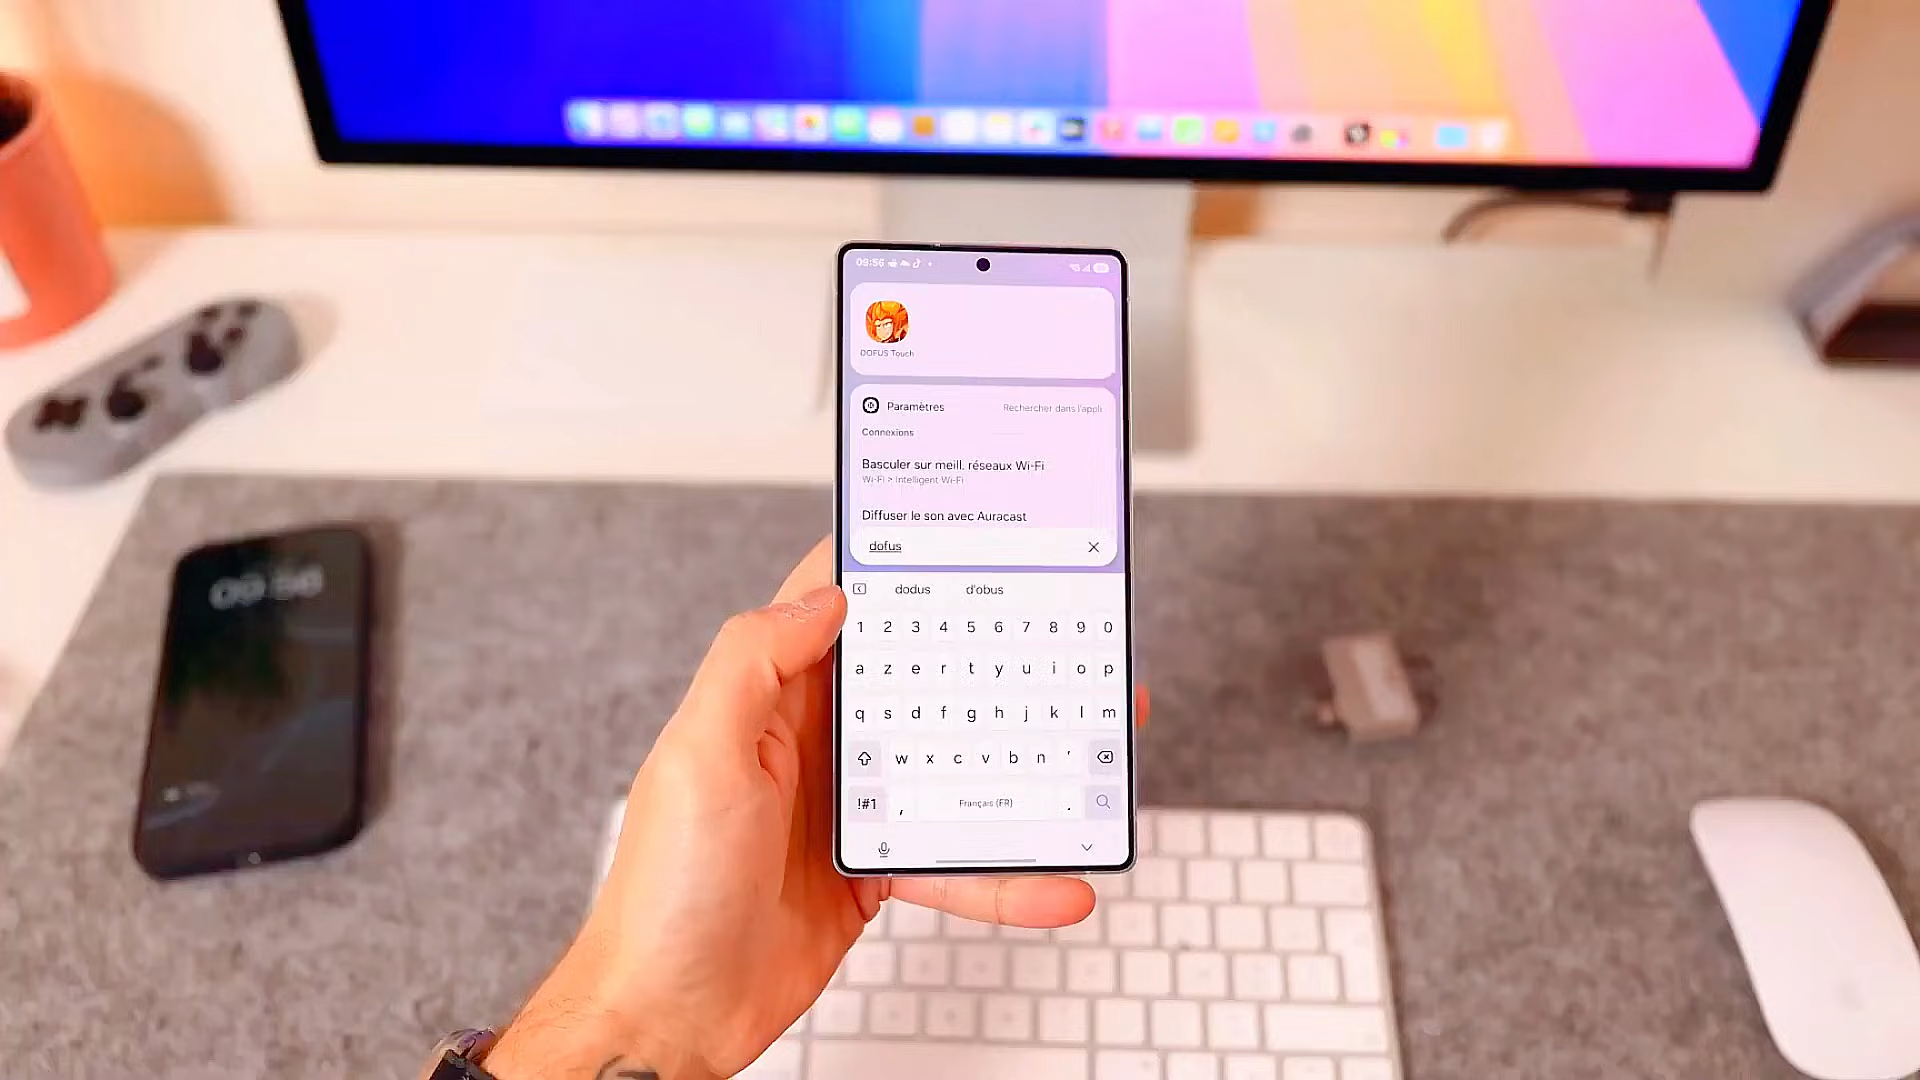 09:56
DOFUS Touch
Paramètres Rechercher dans l'appli
Connexions
Basculer sur meill. réseaux Wi-Fi
Wi-Fi > Intelligent Wi-Fi
Diffuser le son avec Auracast
dofus
dodus d'obus
1 2 3 4 5 6 7 8 9 0
a z e r t y u i o p
q s d f g h j k l m
w x c v b n '
!#1 , Français (FR) .
09:56